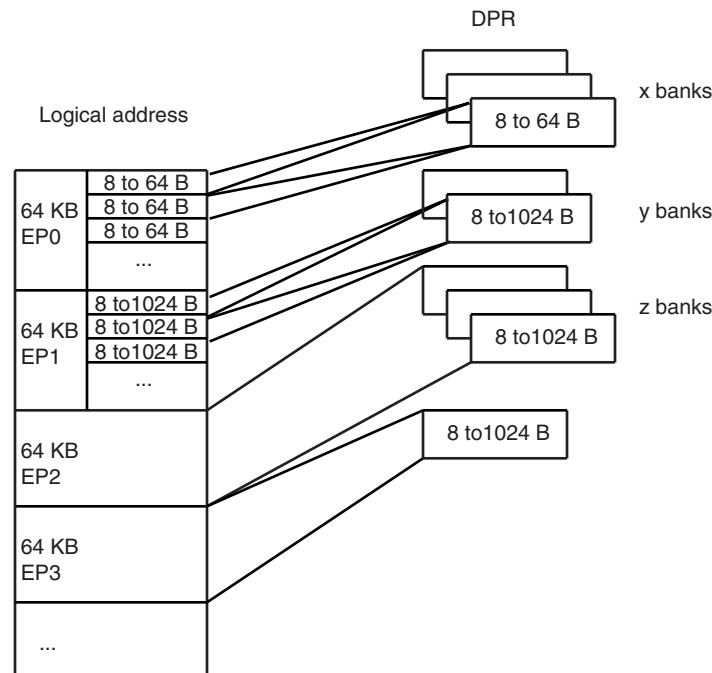 DPR
x banks
8 to 64 B
Logical address
8 to 64 B
64 KB
EP0
8 to 64 B
8 to 64 B
...
y banks
8 to1024 B
z banks
8 to1024 B
64 KB
EP1
8 to1024 B
8 to1024 B
8 to1024 B
...
8 to1024 B
64 KB
EP2
64 KB
EP3
...